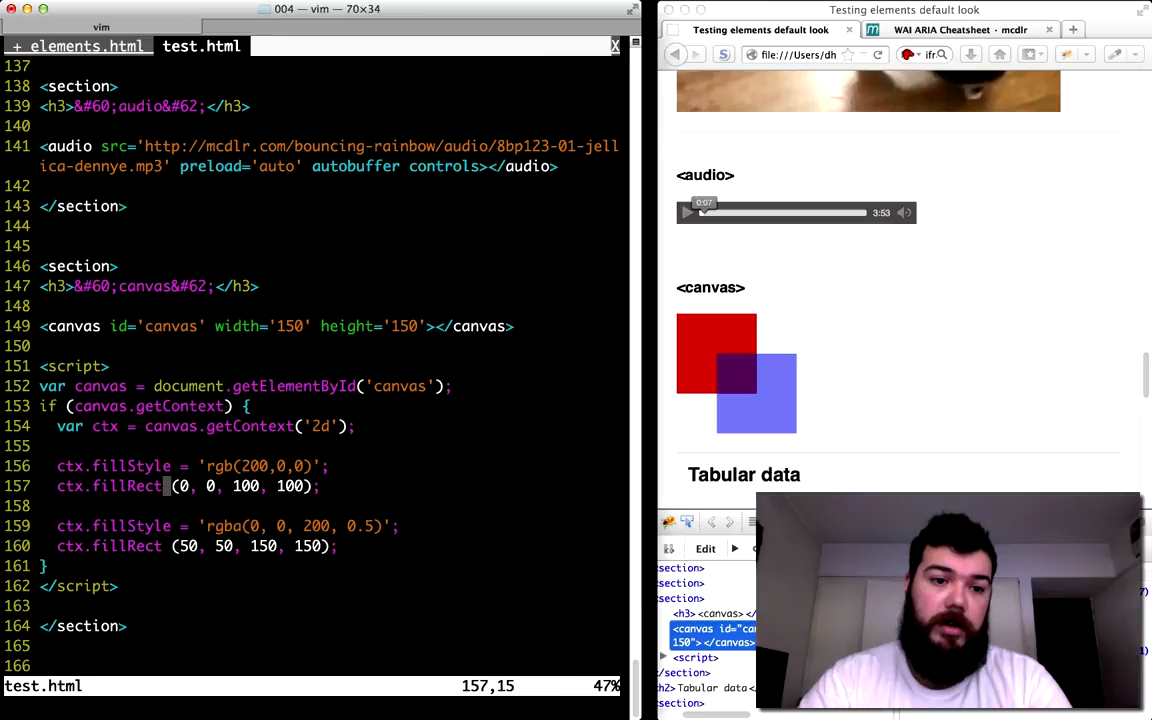 004 — vim — 70×34
vim
+ elements.html test.html X
137
138 <section>
139 <h3>&#60;audio&#62;</h3>
140
141 <audio src='http://mcdlr.com/bouncing-rainbow/audio/8bp123-01-jell
ica-dennye.mp3' preload='auto' autobuffer controls></audio>
142
143 </section>
144
145
146 <section>
147 <h3>&#60;canvas&#62;</h3>
148
149 <canvas id='canvas' width='150' height='150'></canvas>
150
151 <script>
152 var canvas = document.getElementById('canvas');
153 if (canvas.getContext) {
154 var ctx = canvas.getContext('2d');
155
156 ctx.fillStyle = 'rgb(200,0,0)';
157 ctx.fillRect (0, 0, 100, 100);
158
159 ctx.fillStyle = 'rgba(0, 0, 200, 0.5)';
160 ctx.fillRect (50, 50, 150, 150);
161 }
162 </script>
163
164 </section>
165
166
test.html 157,15 47%
Testing elements default look
Testing elements default look × WAI ARIA Cheatsheet · mcdlr × +
S file:///Users/dh ifr
<audio>
0:07
3:53
<canvas>
Tabular data
Edit
section>
section>
section>
<h3><canvas></
<canvas id="can
150"></canvas>
<script>
/section>
h2>Tabular data</
section>